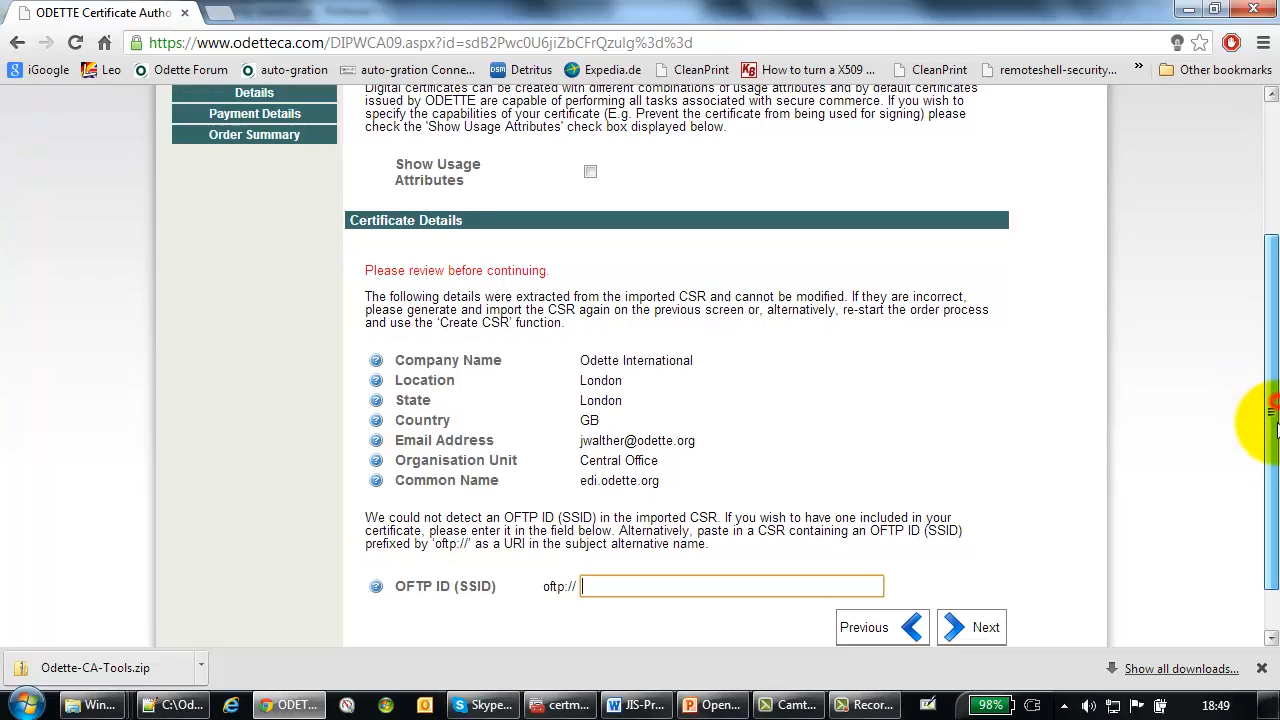 ODETTE Certificate Autho
https://www.odetteca.com/DIPWCA09.aspx?id=sdB2Pwc0U6jiZbCFrQzuIg%3d%3d
iGoogle Leo Odette Forum auto-gration auto-gration Conne... Detritus Expedia.de CleanPrint How to turn a X509 ... CleanPrint remoteshell-security... » Other bookmarks
Details
Payment Details
Order Summary
Digital certificates can be created with different combinations of usage attributes and by default certificates
issued by ODETTE are capable of performing all tasks associated with secure commerce. If you wish to
specify the capabilities of your certificate (E.g. Prevent the certificate from being used for signing) please
check the 'Show Usage Attributes' check box displayed below.
Show Usage
Attributes
Certificate Details
Please review before continuing.
The following details were extracted from the imported CSR and cannot be modified. If they are incorrect,
please generate and import the CSR again on the previous screen or, alternatively, re-start the order process
and use the 'Create CSR' function.
Company Name Odette International
Location London
State London
Country GB
Email Address jwalther@odette.org
Organisation Unit Central Office
Common Name edi.odette.org
We could not detect an OFTP ID (SSID) in the imported CSR. If you wish to have one included in your
certificate, please enter it in the field below. Alternatively, paste in a CSR containing an OFTP ID (SSID)
prefixed by 'oftp://' as a URI in the subject alternative name.
OFTP ID (SSID) oftp://
Previous Next
Odette-CA-Tools.zip Show all downloads...
Win... C:\Od... ODET... Skype... certm... JIS-Pr... Open... Camt... Recor... 98% 18:49